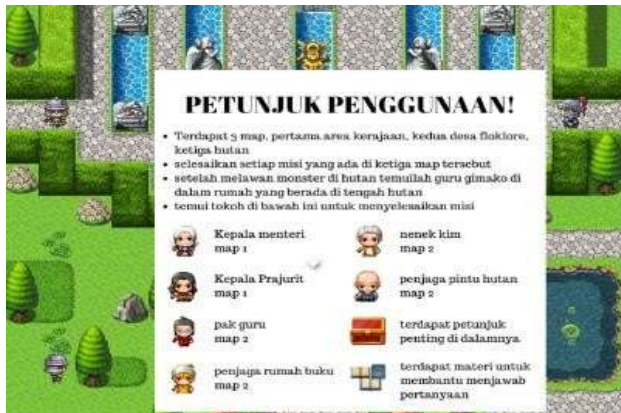 PETUNJUK PENGGUNAAN!
Terdapat 3 map, pertama area kerajaan, kedua desa floklore,
ketiga hutan
selesaikan setiap misi yang ada di ketiga map tersebut
setelah melawan monster di hutan temuilah guru gimako di
dalam rumah yang berada di tengah hutan
temui tokoh di bawah ini untuk menyelesaikan misi
Kepala menteri
map 1
nenek kim
map 2
Kepala Prajurit
map 1
penjaga pintu hutan
map 2
pak guru
map 2
terdapat petunjuk
penting di dalamnya
penjaga rumah buku
map 2
terdapat materi untuk
membantu menjawab
pertanyaan